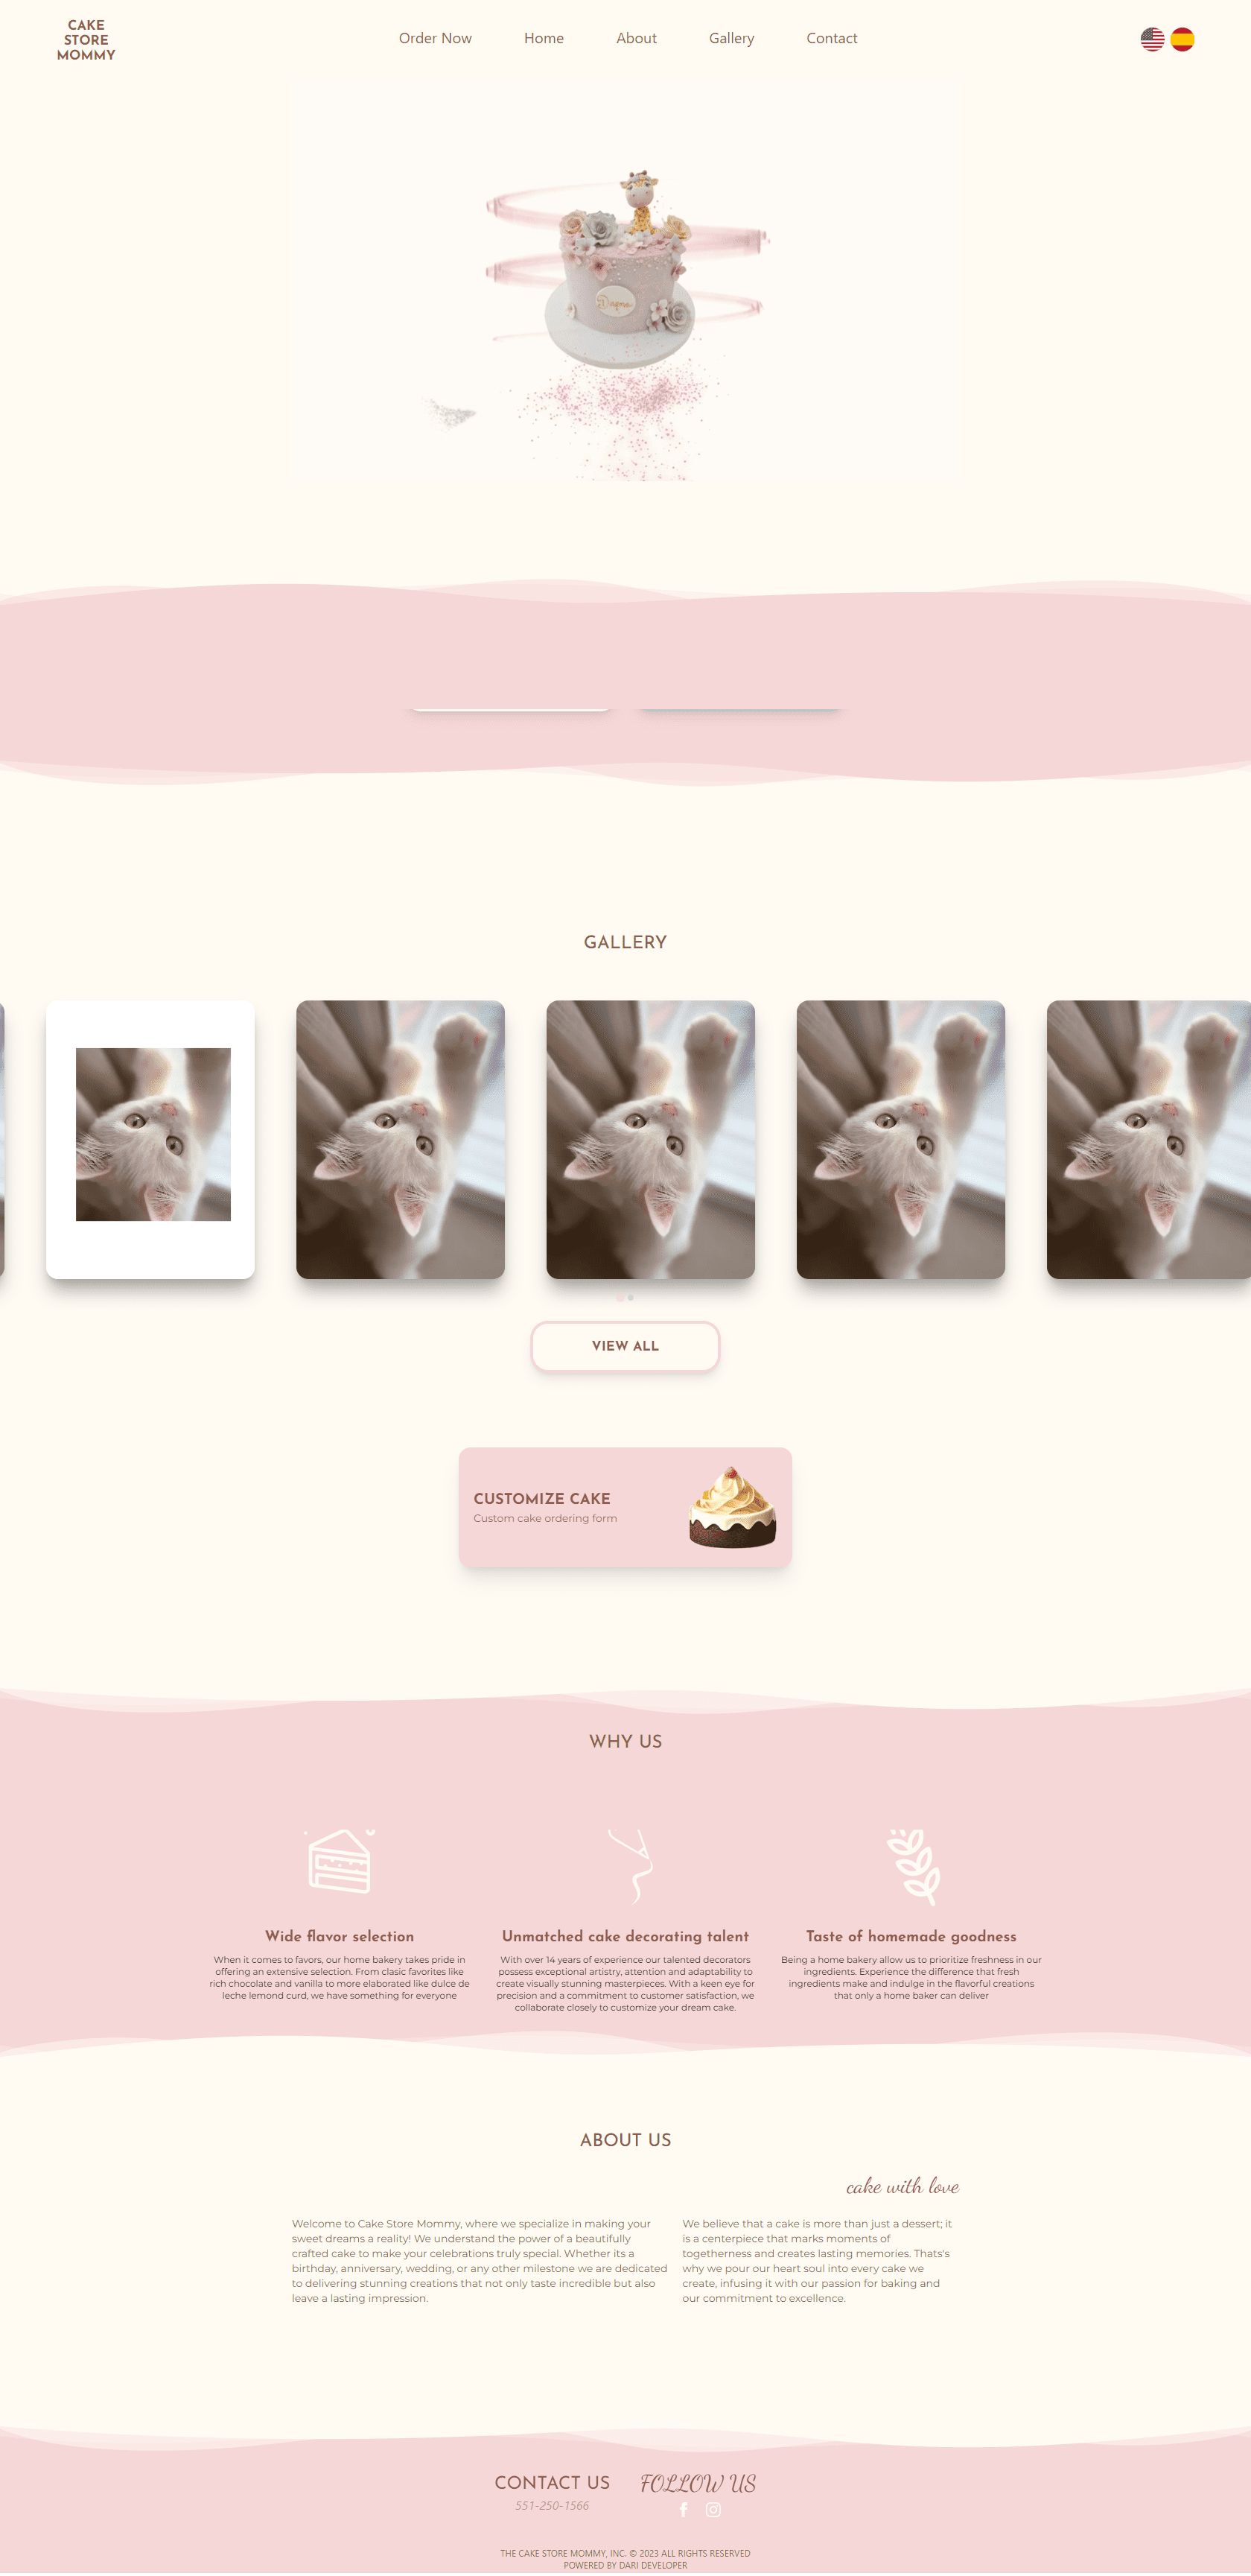 CAKE
STORE
MOMMY
Order Now Home About Gallery Contact
Dapna
GALLERY
VIEW ALL
CUSTOMIZE CAKE
Custom cake ordering form
WHY US
Wide flavor selection
When it comes to favors, our home bakery takes pride in
offering an extensive selection. From clasic favorites like
rich chocolate and vanilla to more elaborated like dulce de
leche lemond curd, we have something for everyone
Unmatched cake decorating talent
With over 14 years of experience our talented decorators
possess exceptional artistry, attention and adaptability to
create visually stunning masterpieces. With a keen eye for
precision and a commitment to customer satisfaction, we
collaborate closely to customize your dream cake.
Taste of homemade goodness
Being a home bakery allow us to prioritize freshness in our
ingredients. Experience the difference that fresh
ingredients make and indulge in the flavorful creations
that only a home baker can deliver
ABOUT US
cake with love
Welcome to Cake Store Mommy, where we specialize in making your
sweet dreams a reality! We understand the power of a beautifully
crafted cake to make your celebrations truly special. Whether its a
birthday, anniversary, wedding, or any other milestone we are dedicated
to delivering stunning creations that not only taste incredible but also
leave a lasting impression.
We believe that a cake is more than just a dessert; it
is a centerpiece that marks moments of
togetherness and creates lasting memories. Thats's
why we pour our heart soul into every cake we
create, infusing it with our passion for baking and
our commitment to excellence.
CONTACT US
551-250-1566
FOLLOW US
THE CAKE STORE MOMMY, INC. © 2023 ALL RIGHTS RESERVED
POWERED BY DARI DEVELOPER